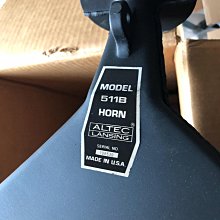 MODEL
511B
HORN
ALTEC
LANSING
SERIAL NO.
MADE IN U.S.A.